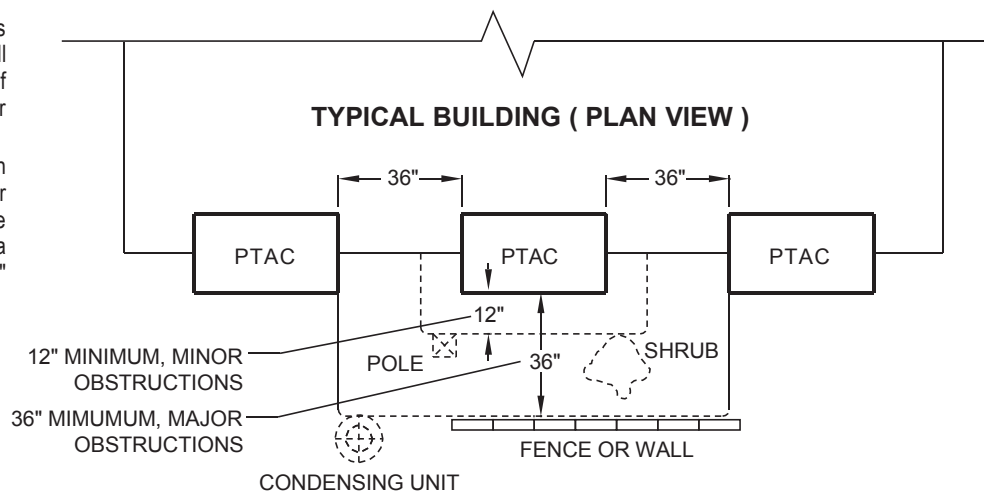 s
ll
f
r
n
r
e
a
"
TYPICAL BUILDING ( PLAN VIEW )
36"
36"
PTAC
PTAC
PTAC
12"
12" MINIMUM, MINOR
OBSTRUCTIONS
POLE
36"
SHRUB
36" MIMUMUM, MAJOR
OBSTRUCTIONS
FENCE OR WALL
CONDENSING UNIT